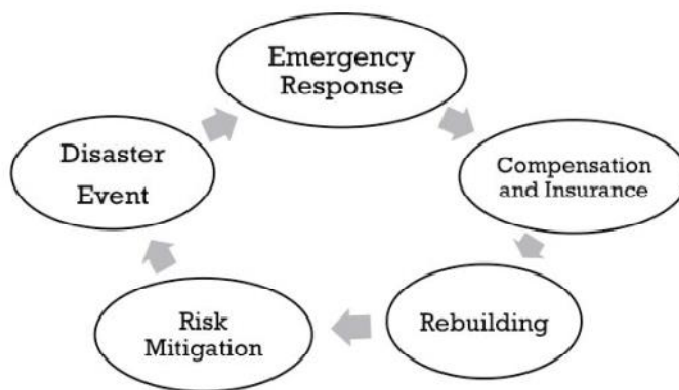 Emergency
Response
Disaster
Event
Compensation
and Insurance
Risk
Mitigation
Rebuilding